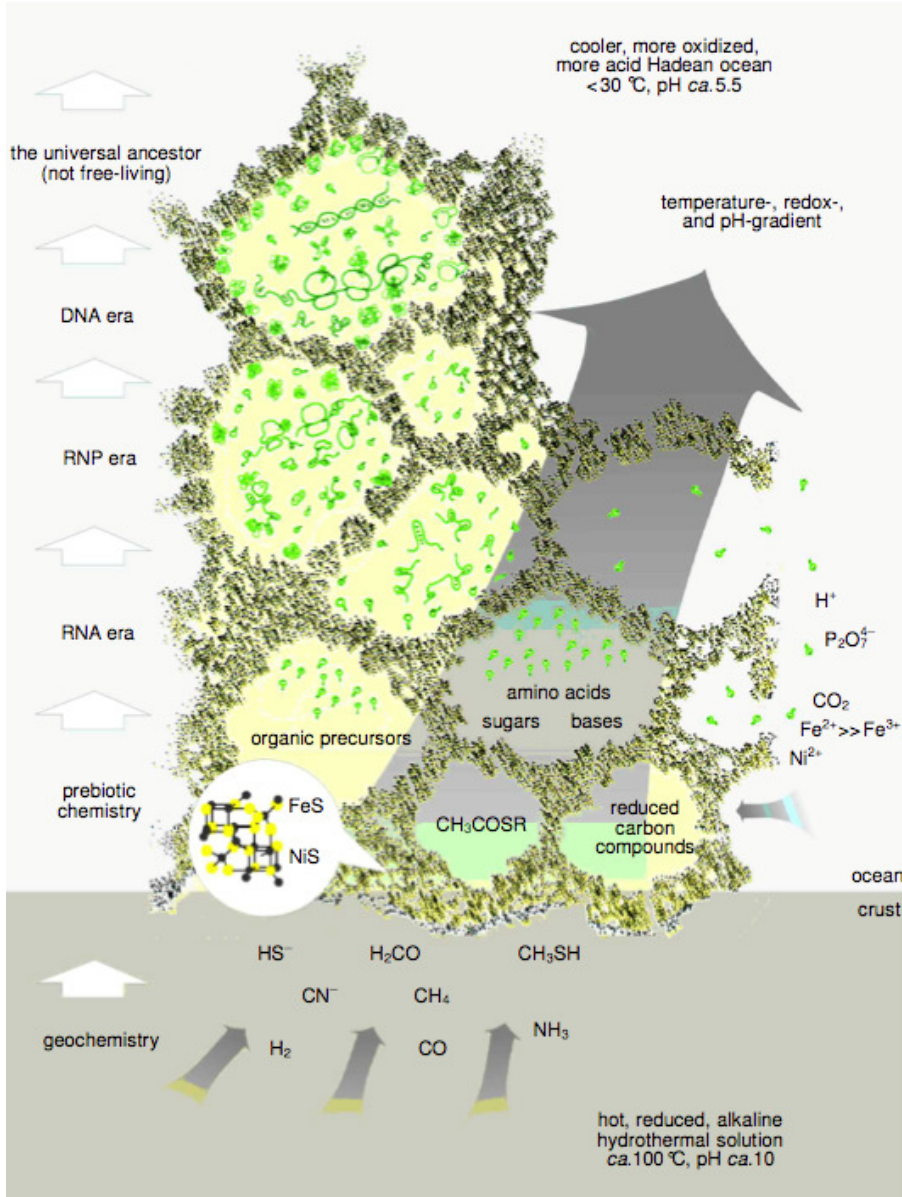 cooler, more oxidized,
more acid Hadean ocean
<30 °C, pH ca.5.5
the universal ancestor
(not free-living)
temperature-, redox-,
and pH-gradient
DNA era
RNP era
RNA era
H⁺
P₂O₇⁴⁻
CO₂
Fe²⁺>>Fe³⁺
Ni²⁺
amino acids
sugars bases
organic precursors
prebiotic
chemistry
FeS
NiS
CH₃COSR
reduced
carbon
compounds
ocean
crust
HS⁻ H₂CO CH₃SH
CN⁻ CH₄
geochemistry
H₂ CO NH₃
hot, reduced, alkaline
hydrothermal solution
ca.100 °C, pH ca.10